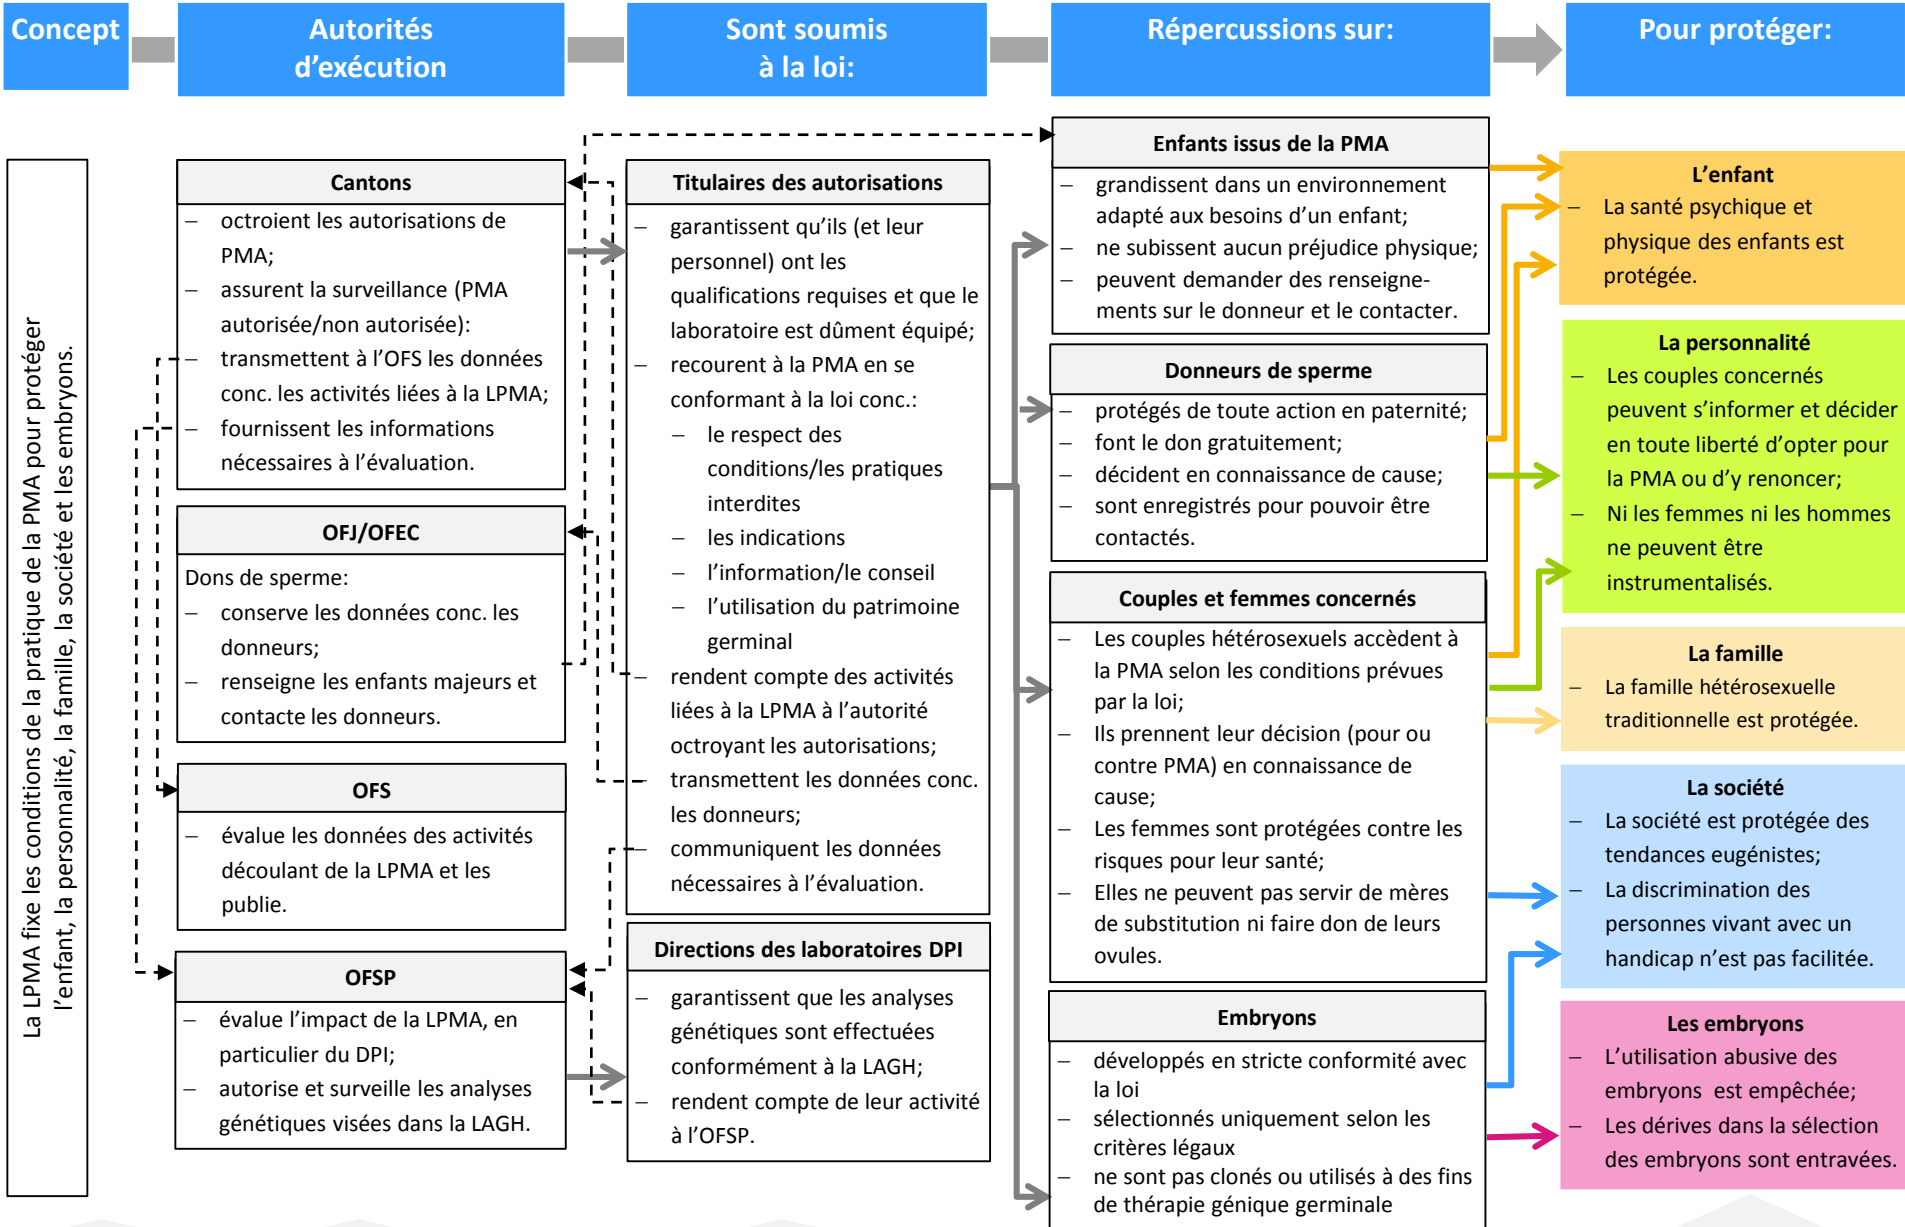 Concept
Autorités
d'exécution
Sont soumis
à la loi:
Répercussions sur:
Pour protéger:
La LPMA fixe les conditions de la pratique de la PMA pour protéger
l’enfant, la personnalité, la famille, la société et les embryons.
Cantons
– octroient les autorisations de
PMA;
– assurent la surveillance (PMA
autorisée/non autorisée):
– transmettent à l’OFS les données
conc. les activités liées à la LPMA;
– fournissent les informations
nécessaires à l’évaluation.
OFJ/OFEC
Dons de sperme:
– conserve les données conc. les
donneurs;
– renseigne les enfants majeurs et
contacte les donneurs.
OFS
– évalue les données des activités
découlant de la LPMA et les
publie.
OFSP
– évalue l’impact de la LPMA, en
particulier du DPI;
– autorise et surveille les analyses
génétiques visées dans la LAGH.
Titulaires des autorisations
– garantissent qu’ils (et leur
personnel) ont les
qualifications requises et que le
laboratoire est dûment équipé;
– recourent à la PMA en se
conformant à la loi conc.:
– le respect des
conditions/les pratiques
interdites
– les indications
– l’information/le conseil
– l’utilisation du patrimoine
germinal
– rendent compte des activités
liées à la LPMA à l’autorité
octroyant les autorisations;
– transmettent les données conc.
les donneurs;
– communiquent les données
nécessaires à l’évaluation.
Directions des laboratoires DPI
– garantissent que les analyses
génétiques sont effectuées
conformément à la LAGH;
– rendent compte de leur activité
à l’OFSP.
Enfants issus de la PMA
– grandissent dans un environnement
adapté aux besoins d’un enfant;
– ne subissent aucun préjudice physique;
– peuvent demander des renseigne-
ments sur le donneur et le contacter.
Donneurs de sperme
– protégés de toute action en paternité;
– font le don gratuitement;
– décident en connaissance de cause;
– sont enregistrés pour pouvoir être
contactés.
Couples et femmes concernés
– Les couples hétérosexuels accèdent à
la PMA selon les conditions prévues
par la loi;
– Ils prennent leur décision (pour ou
contre PMA) en connaissance de
cause;
– Les femmes sont protégées contre les
risques pour leur santé;
– Elles ne peuvent pas servir de mères
de substitution ni faire don de leurs
ovules.
Embryons
– développés en stricte conformité avec
la loi
– sélectionnés uniquement selon les
critères légaux
– ne sont pas clonés ou utilisés à des fins
de thérapie génique germinale
L’enfant
– La santé psychique et
physique des enfants est
protégée.
La personnalité
– Les couples concernés
peuvent s’informer et décider
en toute liberté d’opter pour
la PMA ou d’y renoncer;
– Ni les femmes ni les hommes
ne peuvent être
instrumentalisés.
La famille
– La famille hétérosexuelle
traditionnelle est protégée.
La société
– La société est protégée des
tendances eugénistes;
– La discrimination des
personnes vivant avec un
handicap n’est pas facilitée.
Les embryons
– L’utilisation abusive des
embryons est empêchée;
– Les dérives dans la sélection
des embryons sont entravées.